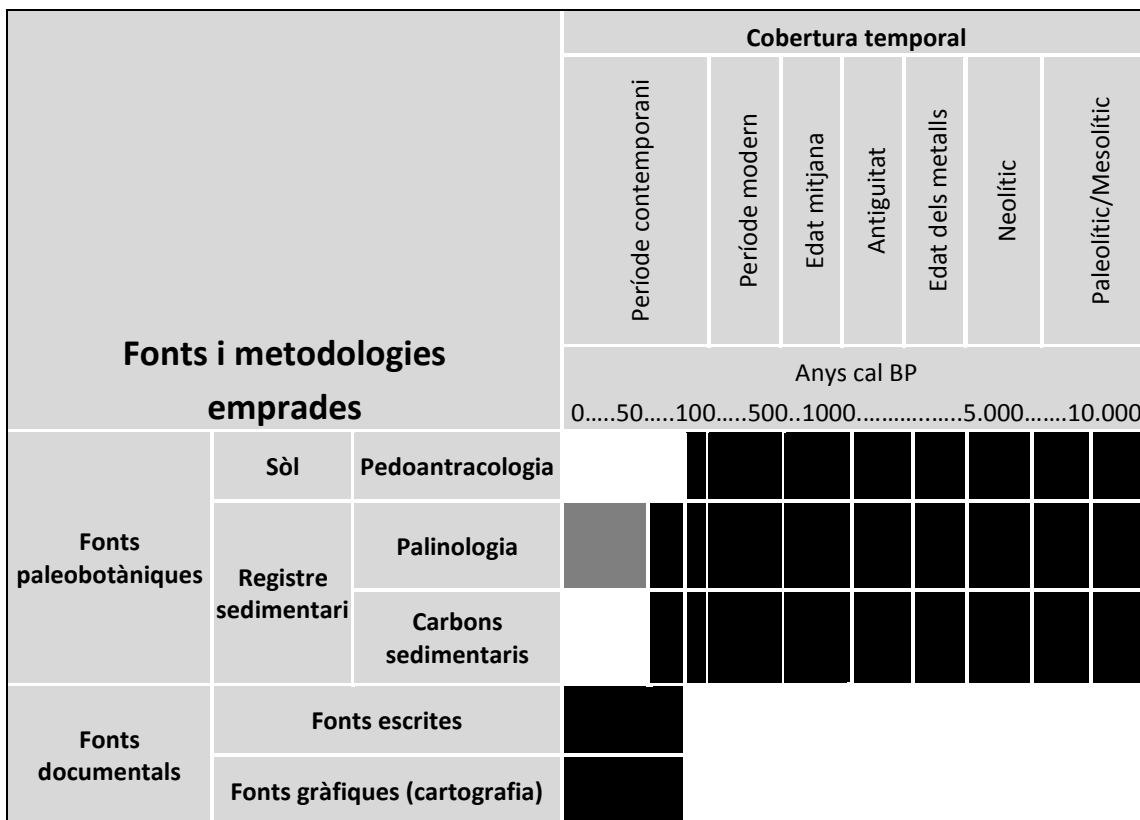 Cobertura temporal
Període contemporani
Període modern
Edat mitjana
Antiguitat
Edat dels metalls
Neolític
Paleolític/Mesolític
Fonts i metodologies
emprades
Anys cal BP
0.....50.....100.....500..1000..................5.000.......10.000
Fonts
paleobotàniques
Sòl
Pedoantracologia
Registre
sedimentari
Palinologia
Carbons
sedimentaris
Fonts
documentals
Fonts escrites
Fonts gràfiques (cartografia)